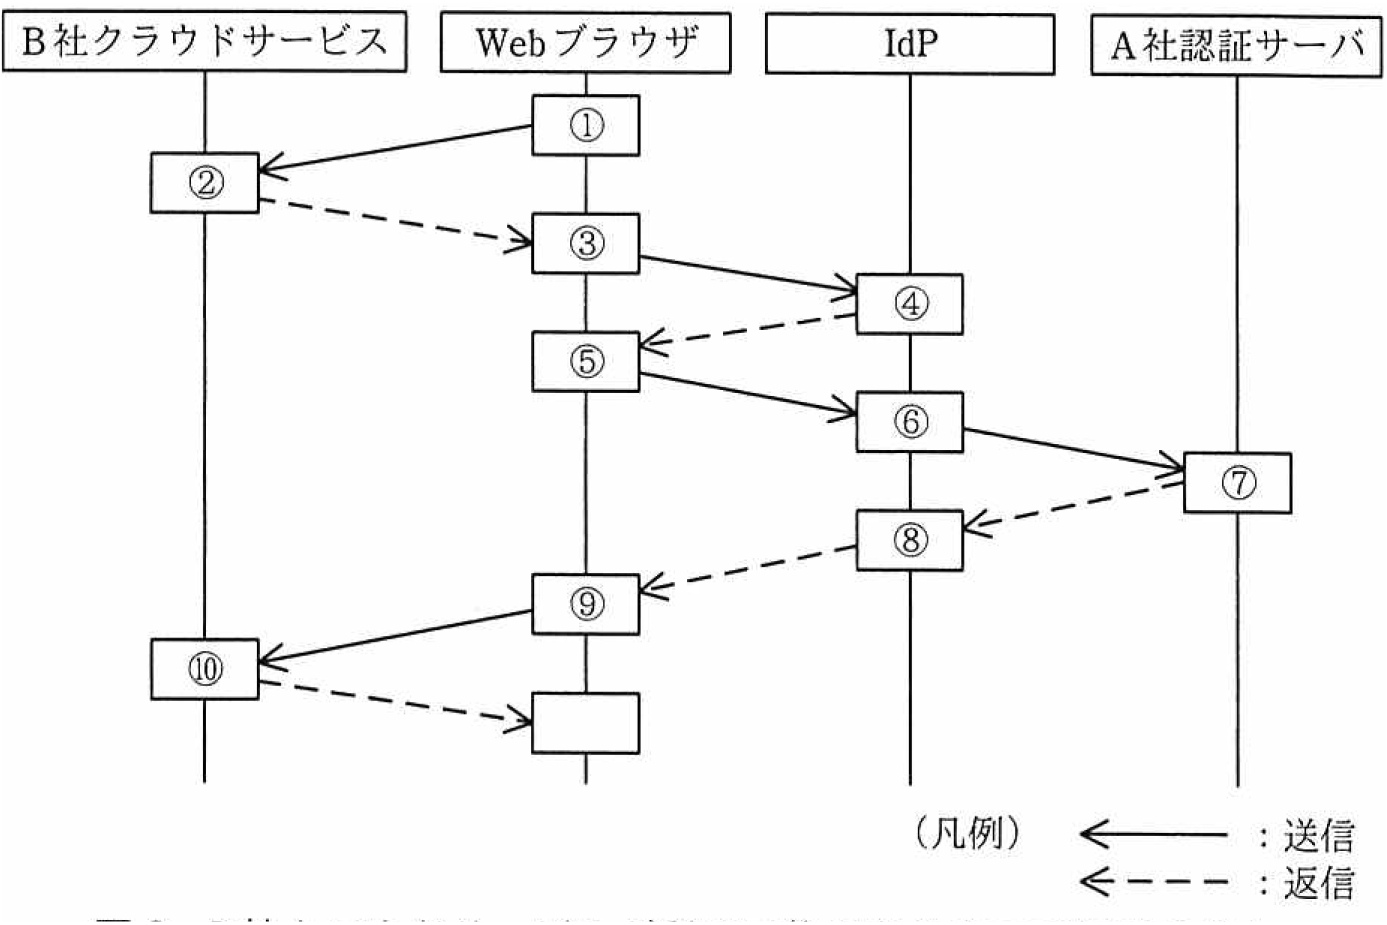 B社クラウドサービス
Webブラウザ
IdP
A社認証サーバ
①
②
③
④
⑤
⑥
⑦
⑧
⑨
⑩
（凡例）
：送信
：返信